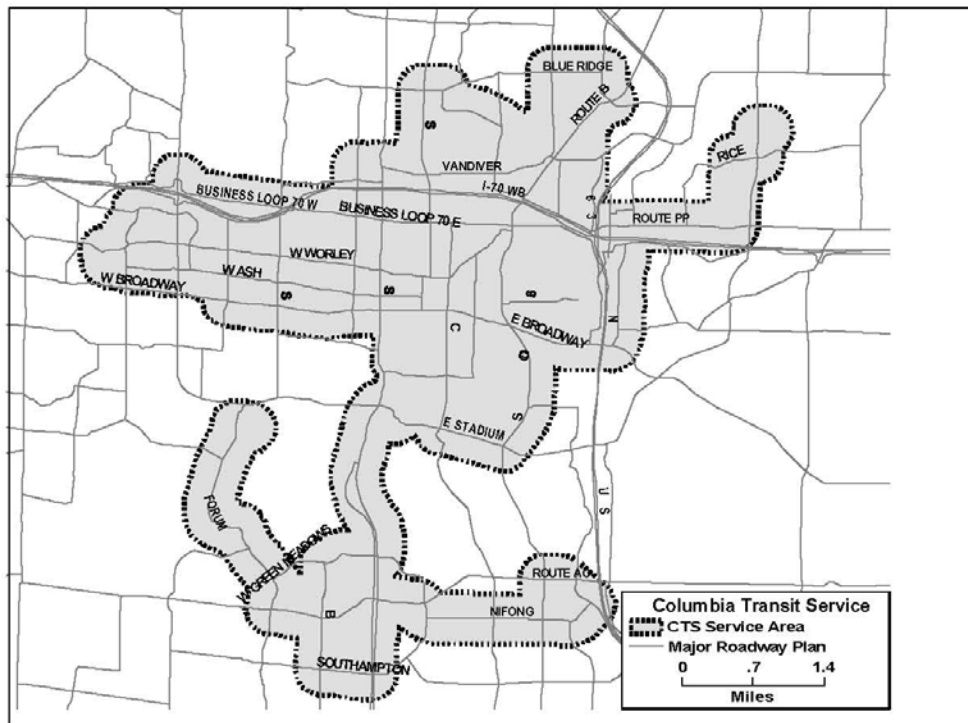 BLUE RIDGE
ROUTE B
S
RICE
VANDIVER
I-70 WB
BUSINESS LOOP 70 W
BUSINESS LOOP 70 E
63
ROUTE PP
W WORLEY
W ASH
W BROADWAY
S
S
8
E BROADWAY
N
C
O
S
E STADIUM
FORUM
U S
W GREEN MEADOWS
ROUTE AC
NIFONG
B
SOUTHAMPTON
Columbia Transit Service
CTS Service Area
Major Roadway Plan
0 .7 1.4
Miles